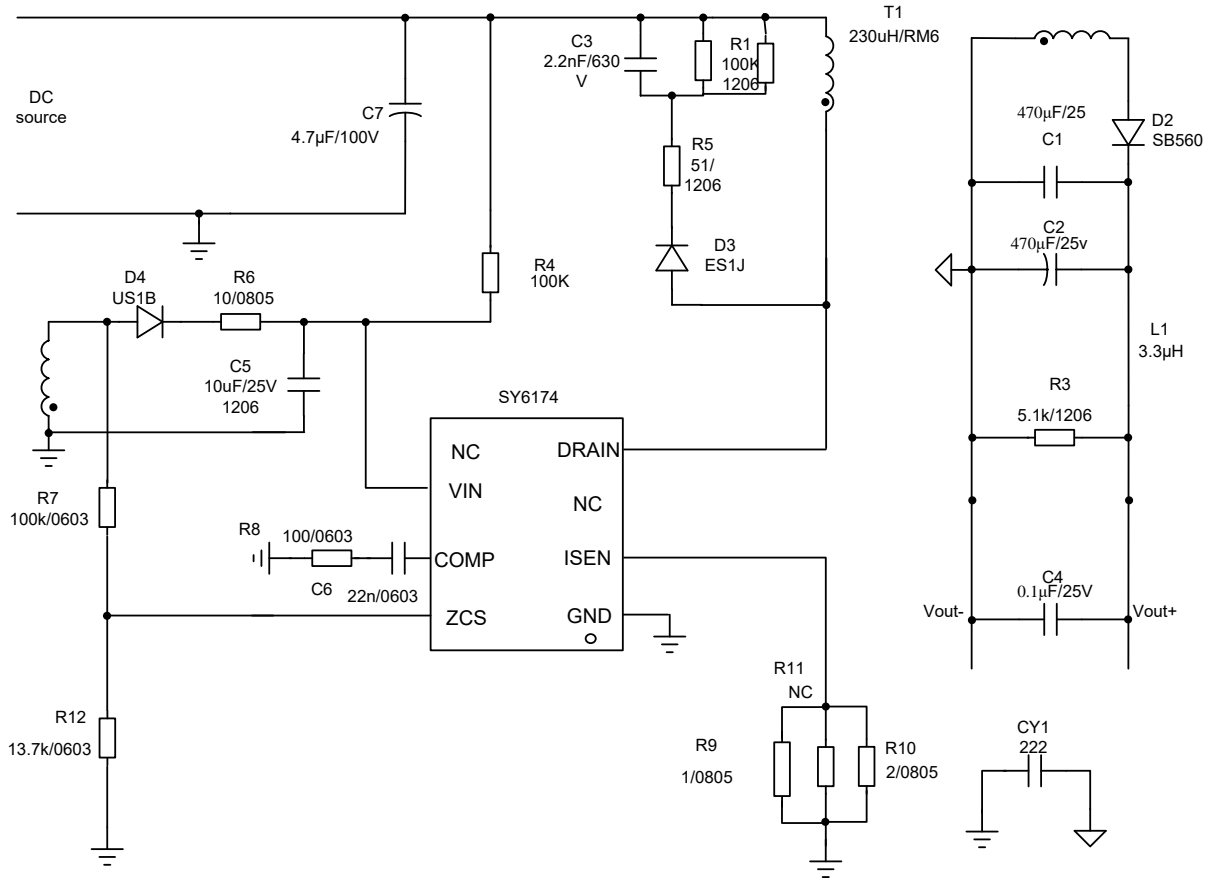 T1
230uH/RM6
C3
2.2nF/630
V
R1
100K
1206
DC
source
C7
4.7μF/100V
R5
51/
1206
470μF/25
C1
D2
SB560
C2
470μF/25v
D4
US1B
R6
10/0805
R4
100K
D3
ES1J
L1
3.3μH
C5
10uF/25V
1206
R3
5.1k/1206
SY6174
NC
DRAIN
VIN
NC
R7
100k/0603
R8
100/0603
COMP
ISEN
C6
22n/0603
ZCS
GND
C4
0.1μF/25V
Vout-
Vout+
R11
NC
R12
13.7k/0603
R9
1/0805
R10
2/0805
CY1
222